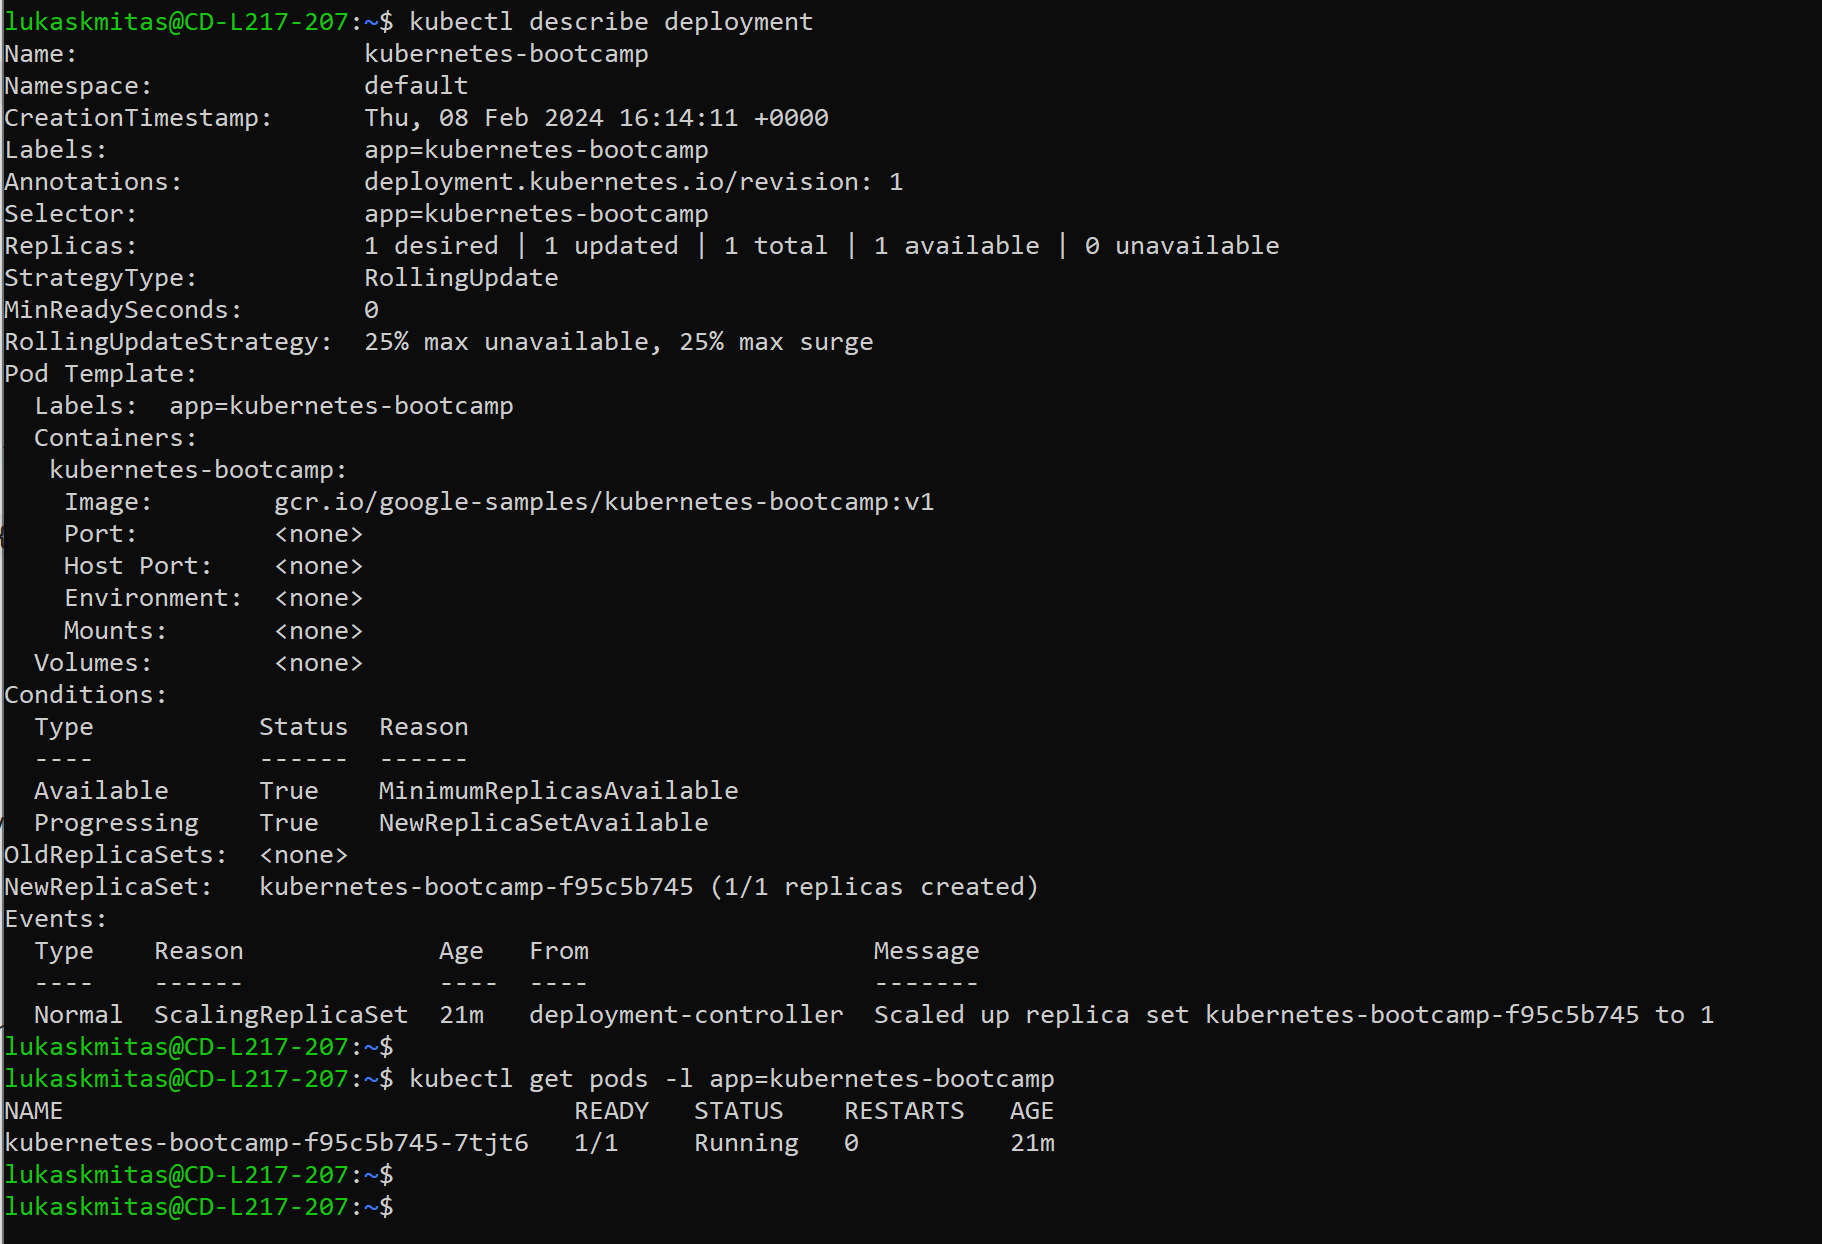 lukaskmitas@CD-L217-207:~$ kubectl describe deployment
Name:                   kubernetes-bootcamp
Namespace:              default
CreationTimestamp:      Thu, 08 Feb 2024 16:14:11 +0000
Labels:                 app=kubernetes-bootcamp
Annotations:            deployment.kubernetes.io/revision: 1
Selector:               app=kubernetes-bootcamp
Replicas:               1 desired | 1 updated | 1 total | 1 available | 0 unavailable
StrategyType:           RollingUpdate
MinReadySeconds:        0
RollingUpdateStrategy:  25% max unavailable, 25% max surge
Pod Template:
  Labels:  app=kubernetes-bootcamp
  Containers:
   kubernetes-bootcamp:
    Image:        gcr.io/google-samples/kubernetes-bootcamp:v1
    Port:         <none>
    Host Port:    <none>
    Environment:  <none>
    Mounts:       <none>
  Volumes:        <none>
Conditions:
  Type           Status  Reason
  ----           ------  ------
  Available      True    MinimumReplicasAvailable
  Progressing    True    NewReplicaSetAvailable
OldReplicaSets:  <none>
NewReplicaSet:   kubernetes-bootcamp-f95c5b745 (1/1 replicas created)
Events:
  Type    Reason             Age   From                   Message
  ----    ------             ----  ----                   -------
  Normal  ScalingReplicaSet  21m   deployment-controller  Scaled up replica set kubernetes-bootcamp-f95c5b745 to 1
lukaskmitas@CD-L217-207:~$
lukaskmitas@CD-L217-207:~$ kubectl get pods -l app=kubernetes-bootcamp
NAME                                  READY   STATUS    RESTARTS   AGE
kubernetes-bootcamp-f95c5b745-7tjt6   1/1     Running   0          21m
lukaskmitas@CD-L217-207:~$
lukaskmitas@CD-L217-207:~$